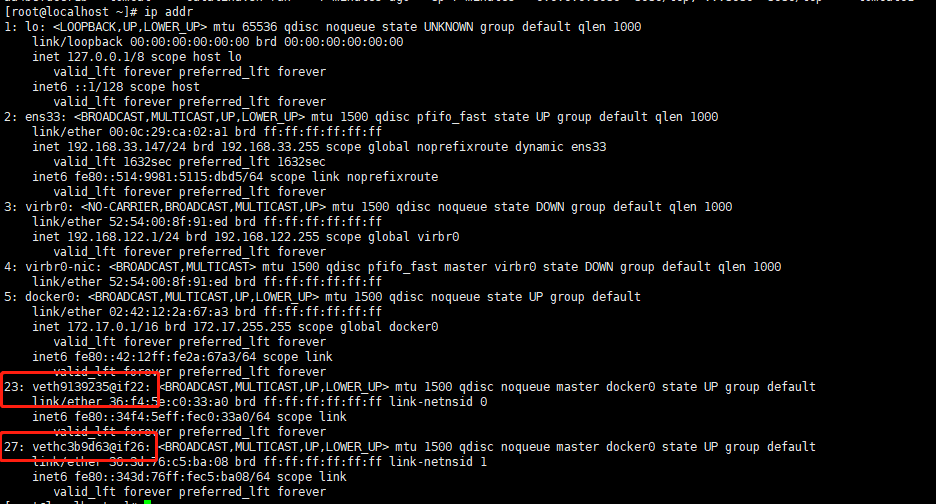 [root@localhost ~]# ip addr
1: lo: <LOOPBACK,UP,LOWER_UP> mtu 65536 qdisc noqueue state UNKNOWN group default qlen 1000
link/loopback 00:00:00:00:00:00 brd 00:00:00:00:00:00
inet 127.0.0.1/8 scope host lo
valid_lft forever preferred_lft forever
inet6 ::1/128 scope host
valid_lft forever preferred_lft forever
2: ens33: <BROADCAST,MULTICAST,UP,LOWER_UP> mtu 1500 qdisc pfifo_fast state UP group default qlen 1000
link/ether 00:0c:29:ca:02:a1 brd ff:ff:ff:ff:ff:ff
inet 192.168.33.147/24 brd 192.168.33.255 scope global noprefixroute dynamic ens33
valid_lft 1632sec preferred_lft 1632sec
inet6 fe80::514:9981:5115:dbd5/64 scope link noprefixroute
valid_lft forever preferred_lft forever
3: virbr0: <NO-CARRIER,BROADCAST,MULTICAST,UP> mtu 1500 qdisc noqueue state DOWN group default qlen 1000
link/ether 52:54:00:8f:91:ed brd ff:ff:ff:ff:ff:ff
inet 192.168.122.1/24 brd 192.168.122.255 scope global virbr0
valid_lft forever preferred_lft forever
4: virbr0-nic: <BROADCAST,MULTICAST> mtu 1500 qdisc pfifo_fast master virbr0 state DOWN group default qlen 1000
link/ether 52:54:00:8f:91:ed brd ff:ff:ff:ff:ff:ff
5: docker0: <BROADCAST,MULTICAST,UP,LOWER_UP> mtu 1500 qdisc noqueue state UP group default
link/ether 02:42:12:2a:67:a3 brd ff:ff:ff:ff:ff:ff
inet 172.17.0.1/16 brd 172.17.255.255 scope global docker0
valid_lft forever preferred_lft forever
inet6 fe80::42:12ff:fe2a:67a3/64 scope link
valid_lft forever preferred_lft forever
23: veth9139235@if22: <BROADCAST,MULTICAST,UP,LOWER_UP> mtu 1500 qdisc noqueue master docker0 state UP group default
link/ether 36:f4:5e:c0:33:a0 brd ff:ff:ff:ff:ff:ff link-netnsid 0
inet6 fe80::34f4:5eff:fec0:33a0/64 scope link
valid_lft forever preferred_lft forever
27: vethc3b9d63@if26: <BROADCAST,MULTICAST,UP,LOWER_UP> mtu 1500 qdisc noqueue master docker0 state UP group default
link/ether 36:3d:76:c5:ba:08 brd ff:ff:ff:ff:ff:ff link-netnsid 1
inet6 fe80::343d:76ff:fec5:ba08/64 scope link
valid_lft forever preferred_lft forever